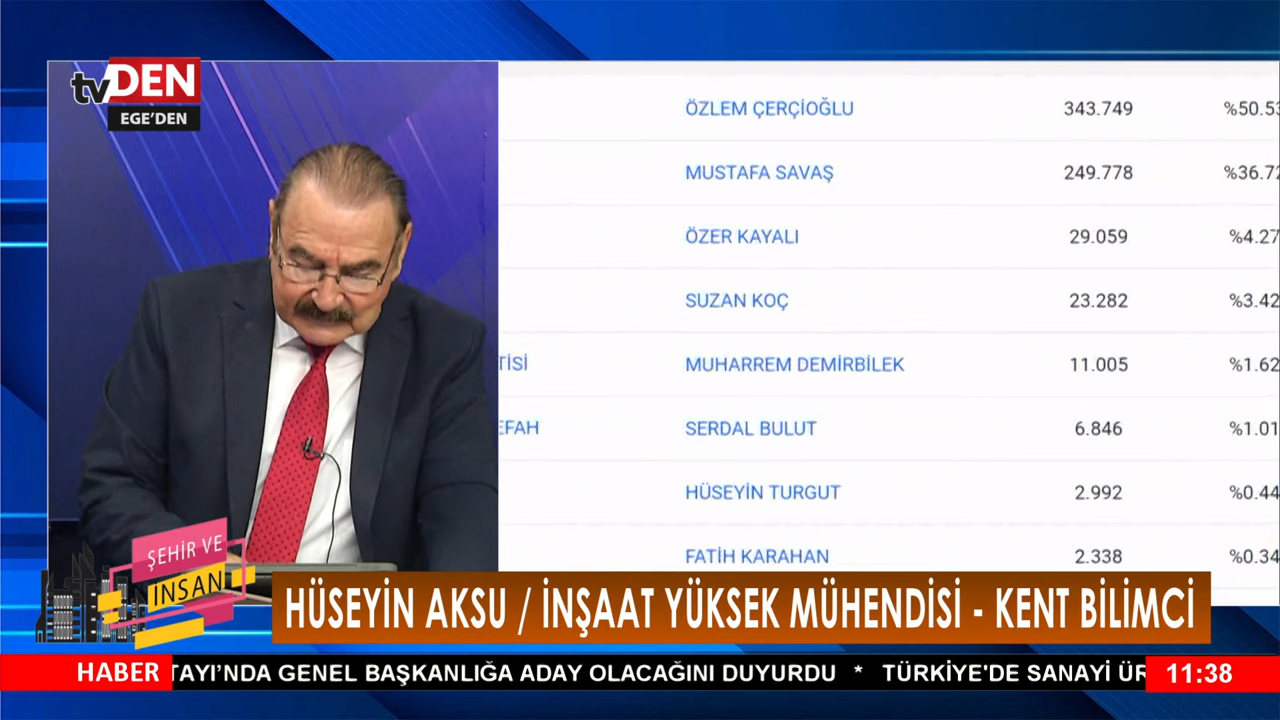 tvDEN
EGE'DEN
ÖZLEM ÇERÇİOĞLU 343.749 %50.53
MUSTAFA SAVAŞ 249.778 %36.72
ÖZER KAYALI 29.059 %4.27
SUZAN KOÇ 23.282 %3.42
TİSİ MUHARREM DEMİRBİLEK 11.005 %1.62
EFAH SERDAL BULUT 6.846 %1.01
HÜSEYİN TURGUT 2.992 %0.44
FATİH KARAHAN 2.338 %0.34
ŞEHİR VE
İNSAN
HÜSEYİN AKSU / İNŞAAT YÜKSEK MÜHENDİSİ - KENT BİLİMCİ
HABER TAYI'NDA GENEL BAŞKANLIĞA ADAY OLACAĞINI DUYURDU * TÜRKİYE'DE SANAYİ ÜR 11:38